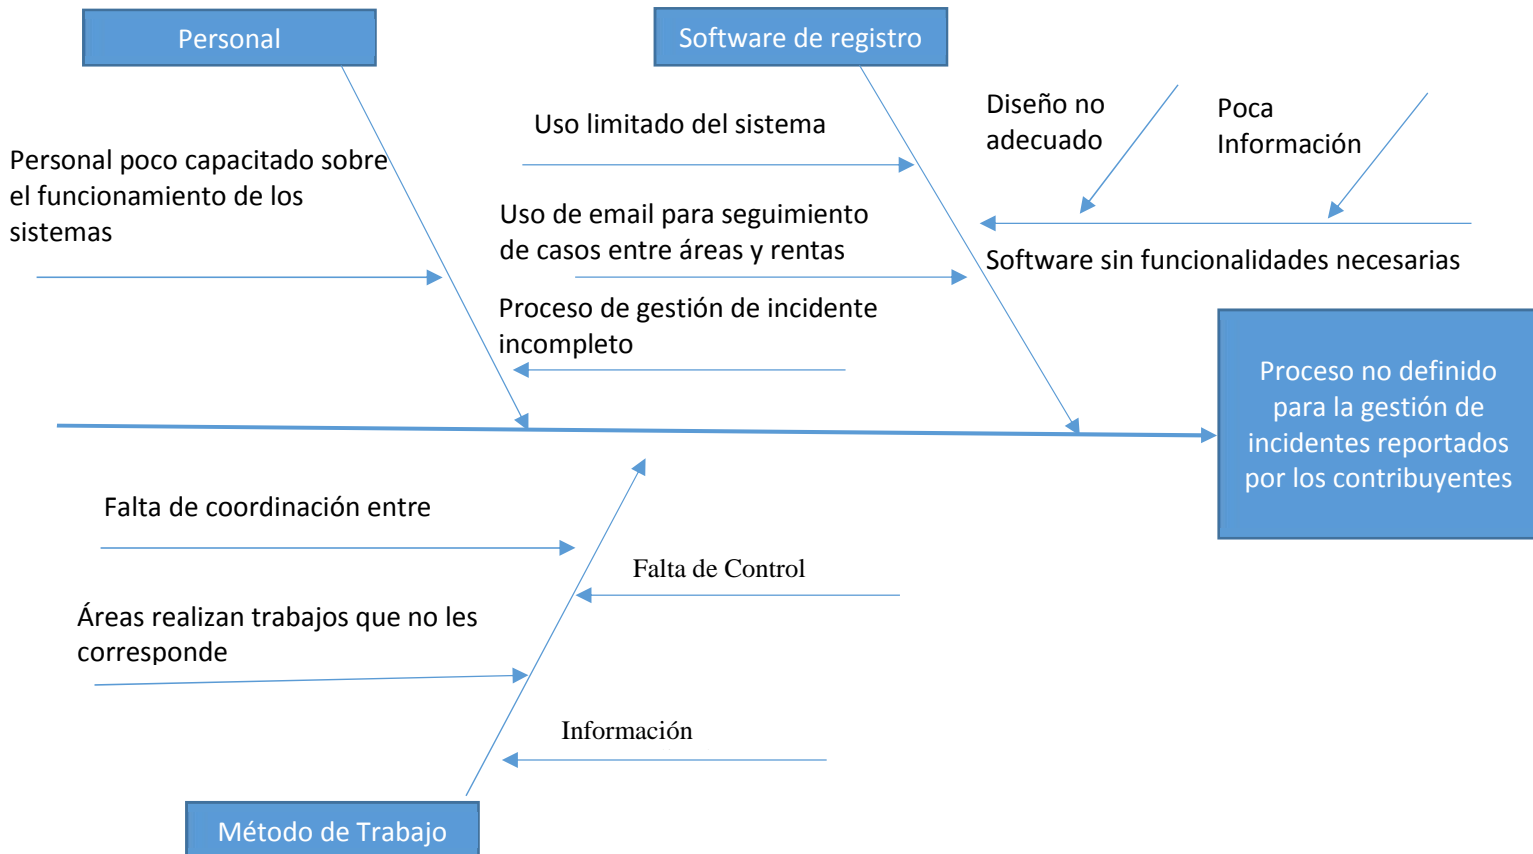 Personal
Software de registro
Diseño no
adecuado
Poca
Información
Uso limitado del sistema
Personal poco capacitado sobre
el funcionamiento de los
sistemas
Uso de email para seguimiento
de casos entre áreas y rentas
Software sin funcionalidades necesarias
Proceso de gestión de incidente
incompleto
Proceso no definido
para la gestión de
incidentes reportados
por los contribuyentes
Falta de coordinación entre
Falta de Control
Áreas realizan trabajos que no les
corresponde
Información
Método de Trabajo